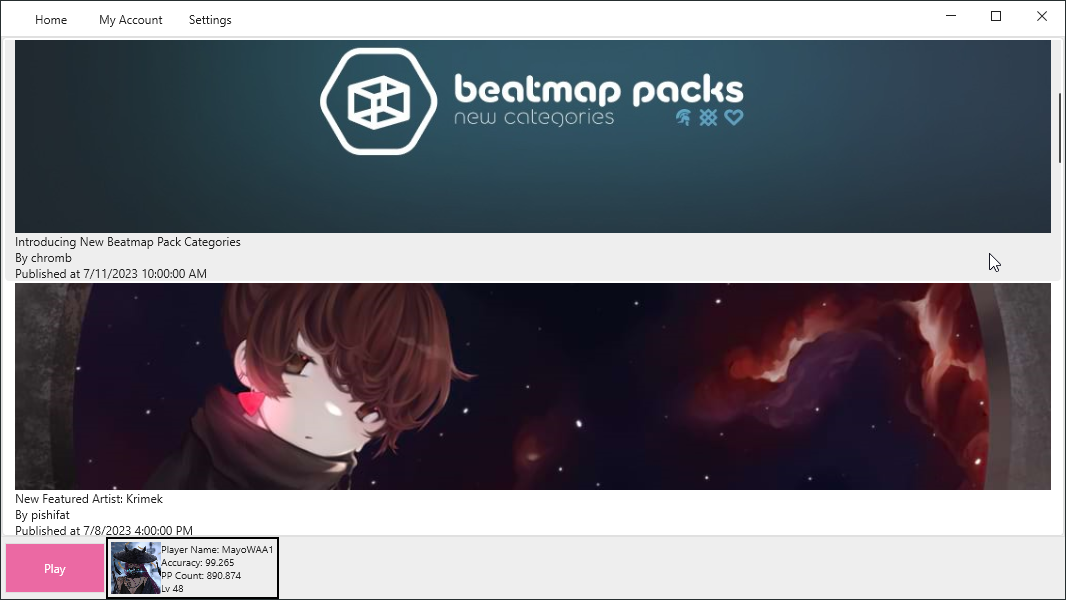 Home My Account Settings
beatmap packs
new categories
Introducing New Beatmap Pack Categories
By chromb
Published at 7/11/2023 10:00:00 AM
New Featured Artist: Krimek
By pishifat
Published at 7/8/2023 4:00:00 PM
Play
Player Name: MayoWAA1
Accuracy: 99.265
PP Count: 890.874
Lv 48